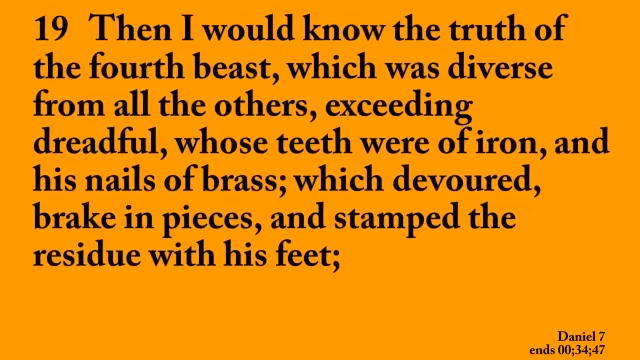 19 Then I would know the truth of
the fourth beast, which was diverse
from all the others, exceeding
dreadful, whose teeth were of iron, and
his nails of brass; which devoured,
brake in pieces, and stamped the
residue with his feet;
Daniel 7
ends 00;34;47